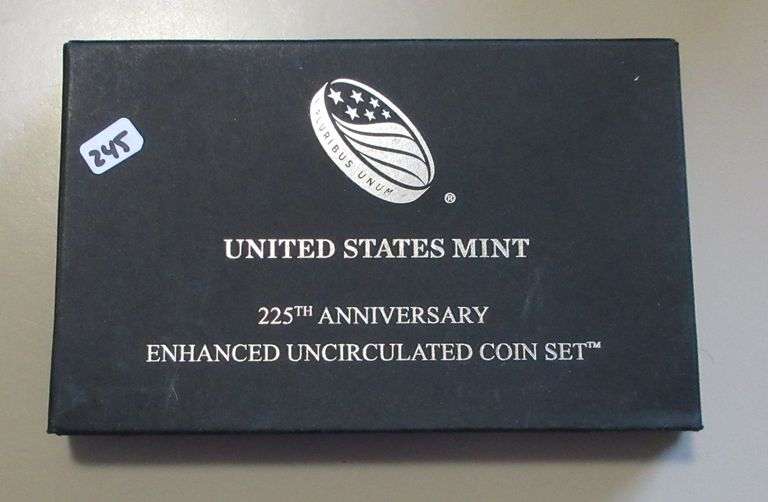 245
PLURIBUS UNUM
®
UNITED STATES MINT
225TH ANNIVERSARY
ENHANCED UNCIRCULATED COIN SET™